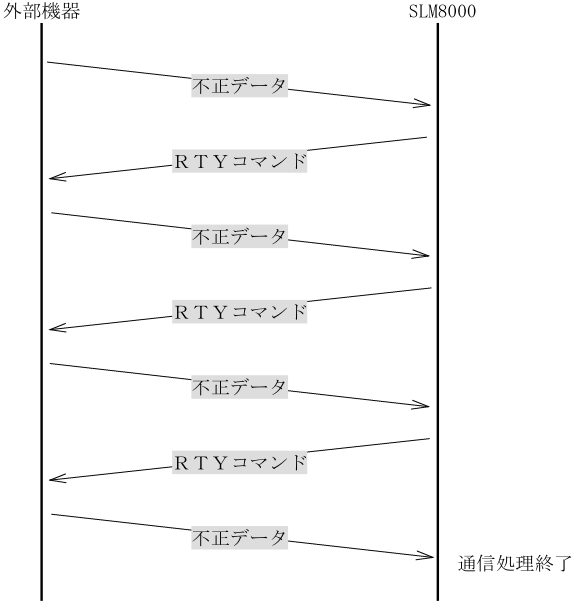 外部機器
SLM8000
不正データ
ＲＴＹコマンド
不正データ
ＲＴＹコマンド
不正データ
ＲＴＹコマンド
不正データ
通信処理終了